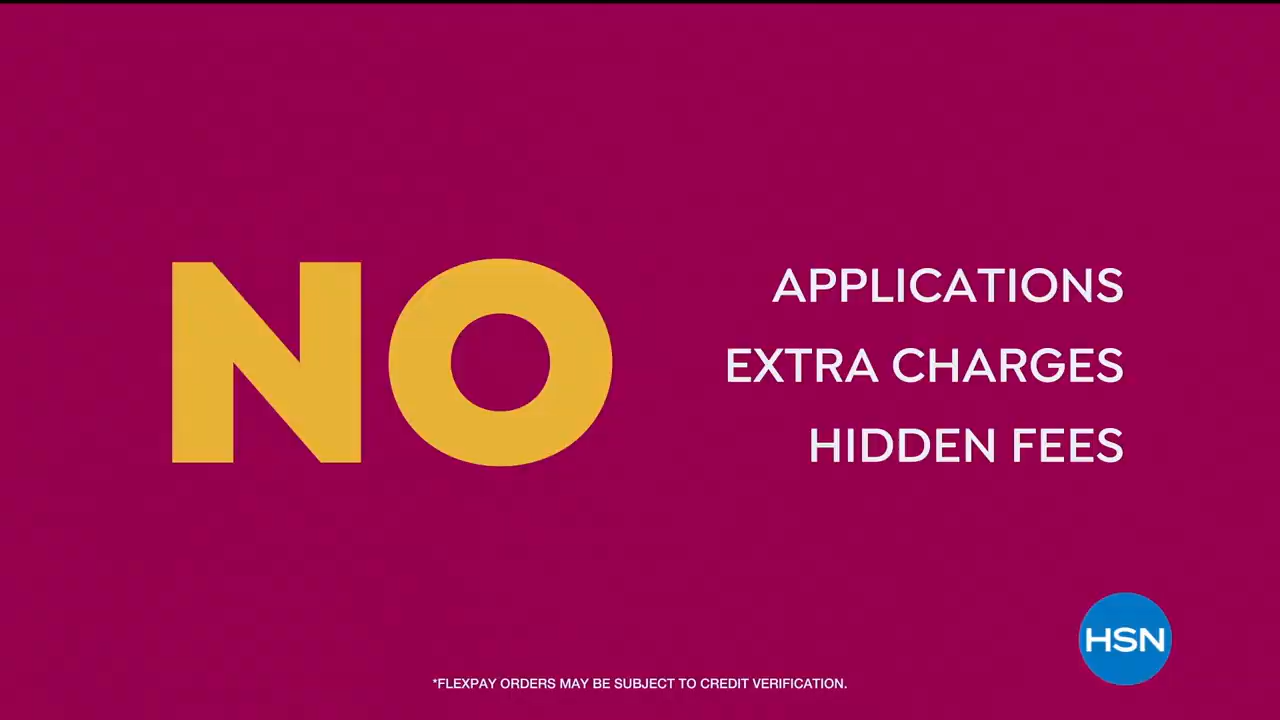 NO
APPLICATIONS
EXTRA CHARGES
HIDDEN FEES
HSN
*FLEXPAY ORDERS MAY BE SUBJECT TO CREDIT VERIFICATION.